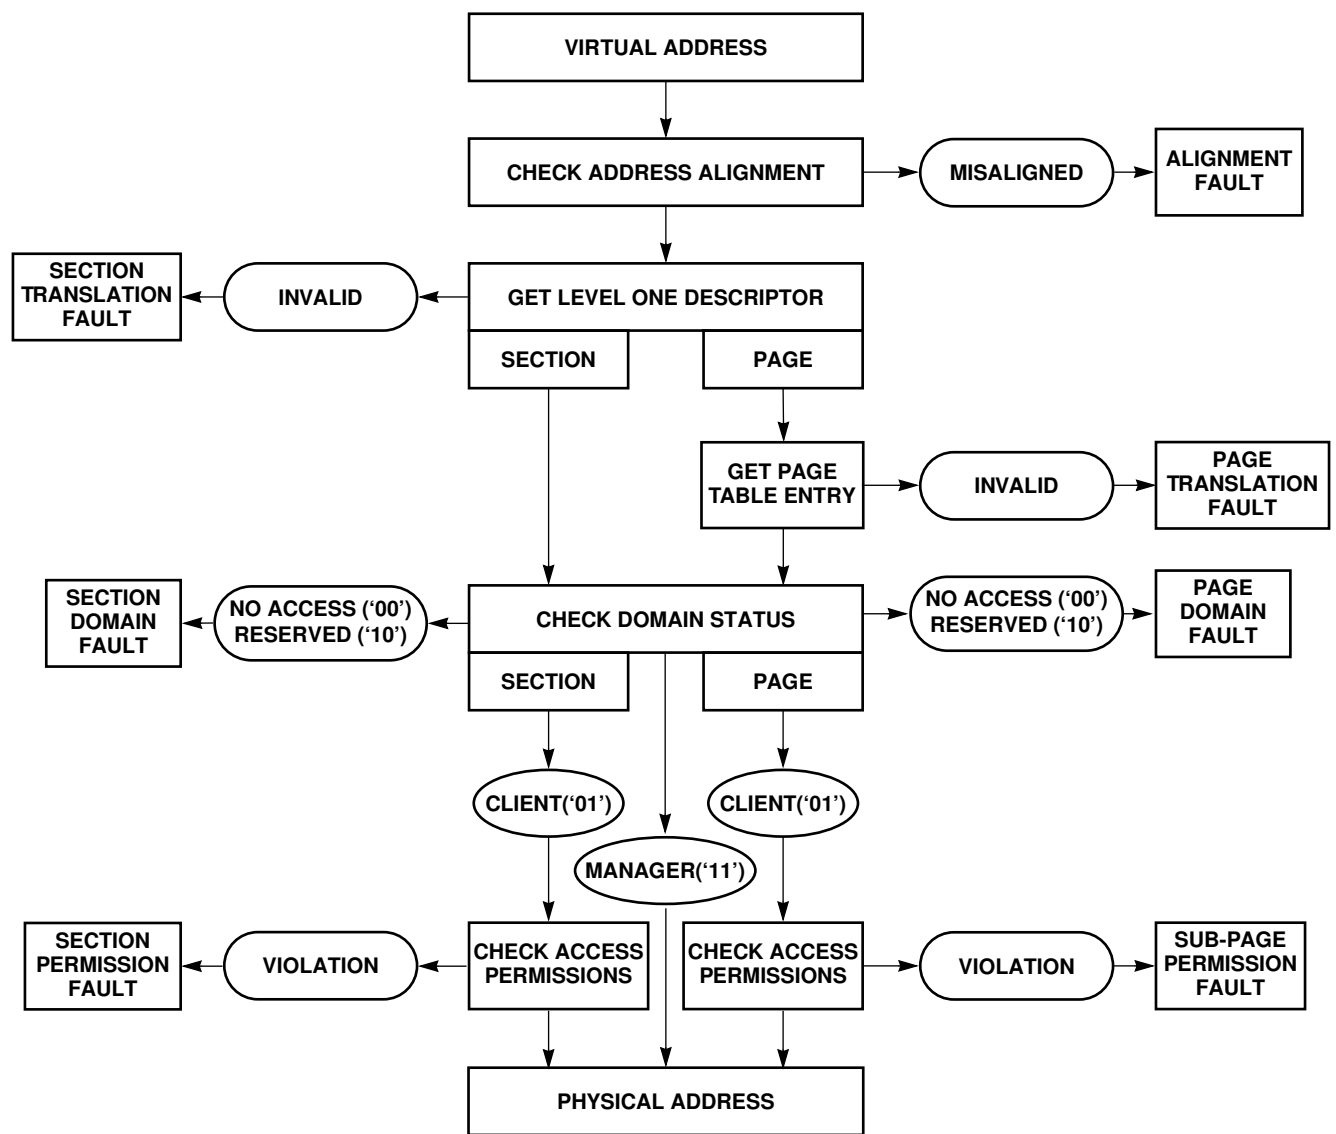 VIRTUAL ADDRESS
CHECK ADDRESS ALIGNMENT
MISALIGNED
ALIGNMENT
FAULT
SECTION
TRANSLATION
FAULT
INVALID
GET LEVEL ONE DESCRIPTOR
SECTION
PAGE
GET PAGE
TABLE ENTRY
INVALID
PAGE
TRANSLATION
FAULT
SECTION
DOMAIN
FAULT
NO ACCESS (‘00’)
RESERVED (‘10’)
CHECK DOMAIN STATUS
NO ACCESS (‘00’)
RESERVED (‘10’)
PAGE
DOMAIN
FAULT
SECTION
PAGE
CLIENT(‘01’)
CLIENT(‘01’)
MANAGER(‘11’)
SECTION
PERMISSION
FAULT
VIOLATION
CHECK ACCESS
PERMISSIONS
CHECK ACCESS
PERMISSIONS
VIOLATION
SUB-PAGE
PERMISSION
FAULT
PHYSICAL ADDRESS